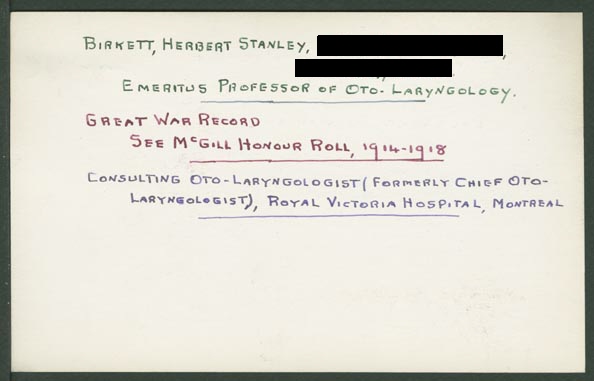 BIRKETT, HERBERT STANLEY,
EMERITUS PROFESSOR OF OTO-LARYNGOLOGY.
GREAT WAR RECORD
SEE McGILL HONOUR ROLL, 1914-1918
CONSULTING OTO-LARYNGOLOGIST (FORMERLY CHIEF OTO-
LARYNGOLOGIST), ROYAL VICTORIA HOSPITAL, MONTREAL